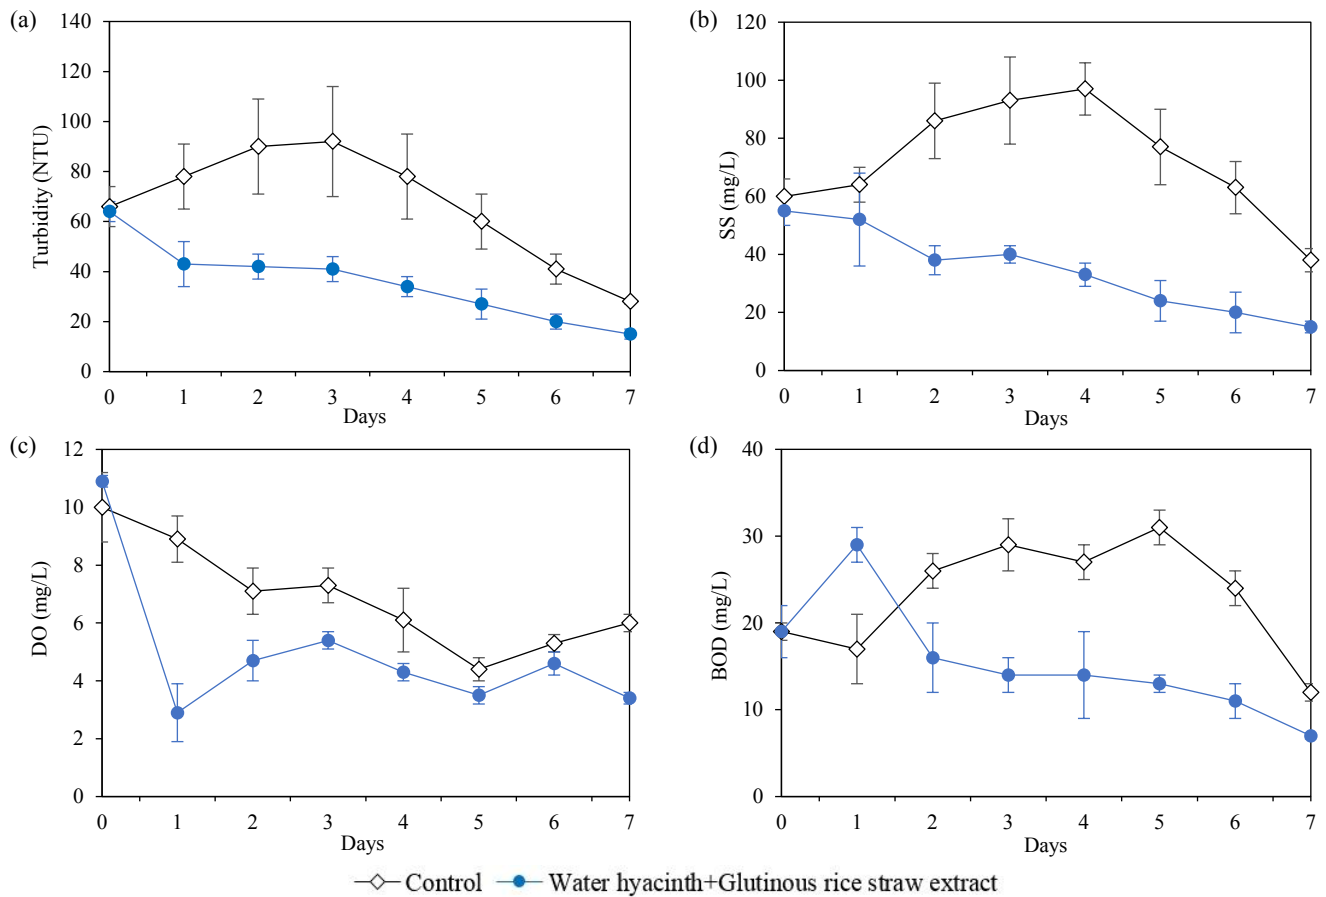 (a)
140
120
100
80
60
40
20
0
Turbidity (NTU)
0 1 2 3 4 5 6 7
Days
(b)
120
100
80
60
40
20
0
SS (mg/L)
0 1 2 3 4 5 6 7
Days
(c)
12
10
8
6
4
2
0
DO (mg/L)
0 1 2 3 4 5 6 7
Days
(d)
40
30
20
10
0
BOD (mg/L)
0 1 2 3 4 5 6 7
Days
Control Water hyacinth+Glutinous rice straw extract